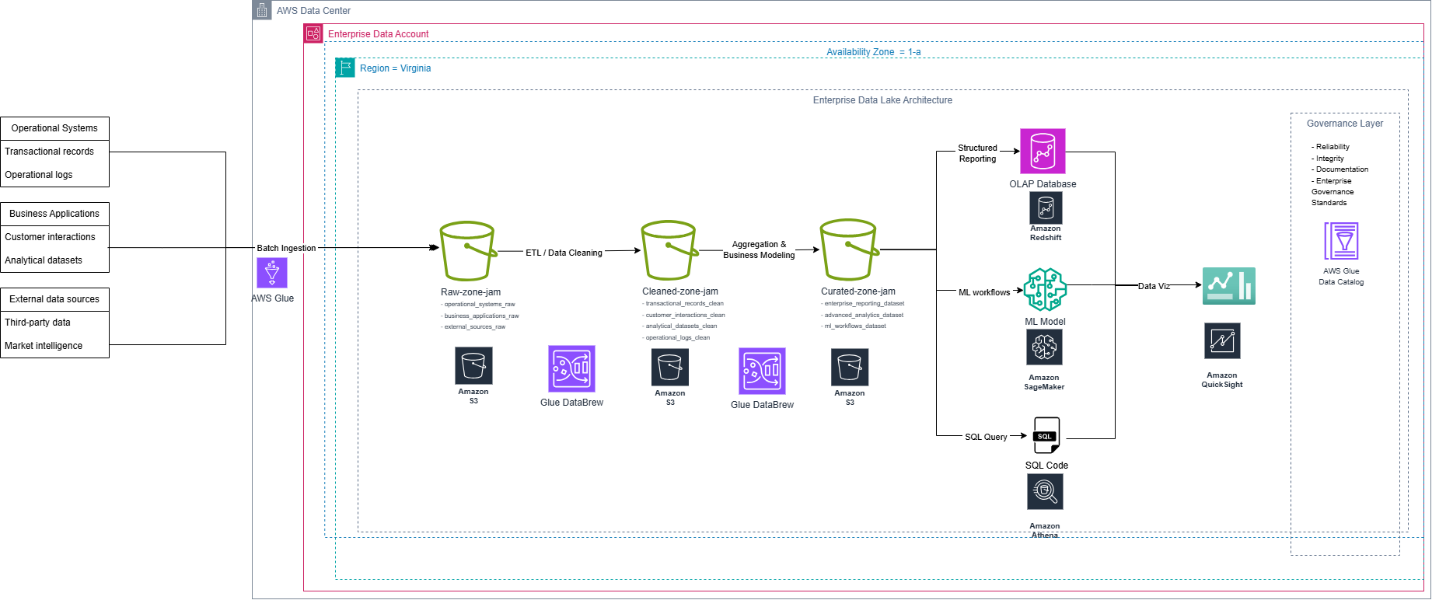 AWS Data Center
Enterprise Data Account
Availability Zone = 1-a
Region = Virginia
Enterprise Data Lake Architecture
Operational Systems
Transactional records
Operational logs
Business Applications
Customer interactions
Analytical datasets
External data sources
Third-party data
Market intelligence
Batch Ingestion
AWS Glue
Raw-zone-jam
- operational_systems_raw
- business_applications_raw
- external_sources_raw
Amazon
S3
ETL / Data Cleaning
Glue DataBrew
Cleaned-zone-jam
- transactional_records_clean
- customer_interactions_clean
- analytical_datasets_clean
- operational_logs_clean
Amazon
S3
Aggregation &
Business Modeling
Glue DataBrew
Curated-zone-jam
- enterprise_reporting_dataset
- advanced_analytics_dataset
- ml_workflows_dataset
Amazon
S3
Structured
Reporting
OLAP Database
Amazon
Redshift
ML workflows
ML Model
Amazon
SageMaker
SQL Query
SQL
SQL Code
Amazon
Athena
Data Viz
Amazon
QuickSight
Governance Layer
- Reliability
- Integrity
- Documentation
- Enterprise
Governance
Standards
AWS Glue
Data Catalog